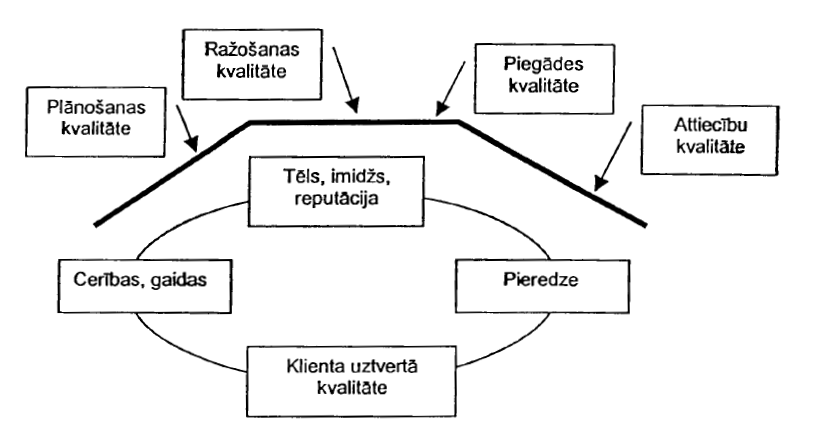 Ražošanas
kvalitāte
Piegādes
kvalitāte
Plānošanas
kvalitāte
Attiecību
kvalitāte
Tēls, imidžs,
reputācija
Cerības, gaidas
Pieredze
Klienta uztvertā
kvalitāte